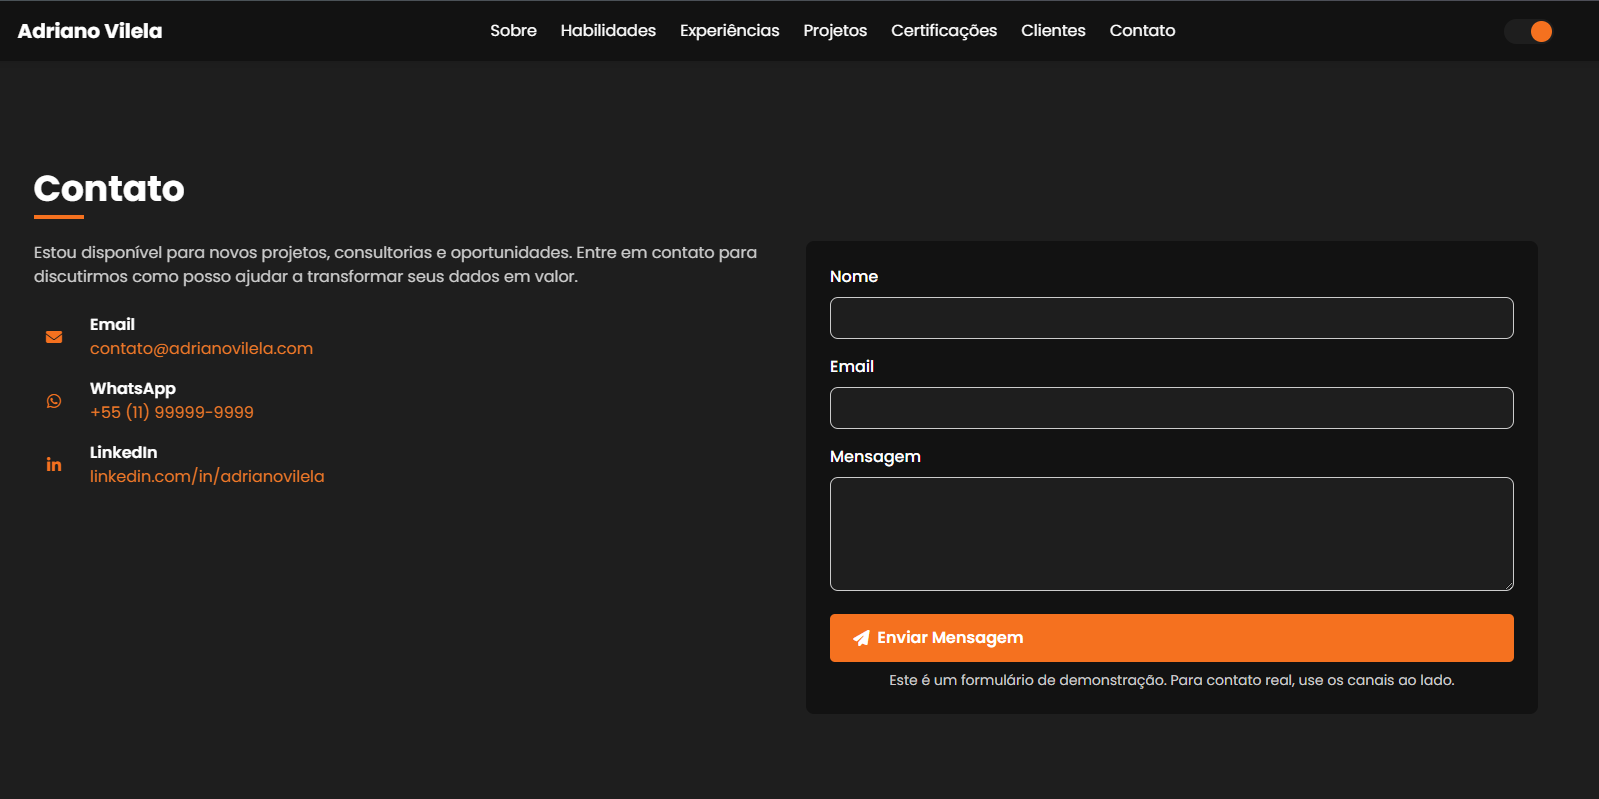 Adriano Vilela
Sobre
Habilidades
Experiências
Projetos
Certificações
Clientes
Contato
Contato
Estou disponível para novos projetos, consultorias e oportunidades. Entre em contato para
discutirmos como posso ajudar a transformar seus dados em valor.
Email
contato@adrianovilela.com
WhatsApp
+55 (11) 99999-9999
LinkedIn
linkedin.com/in/adrianovilela
Nome
Email
Mensagem
Enviar Mensagem
Este é um formulário de demonstração. Para contato real, use os canais ao lado.